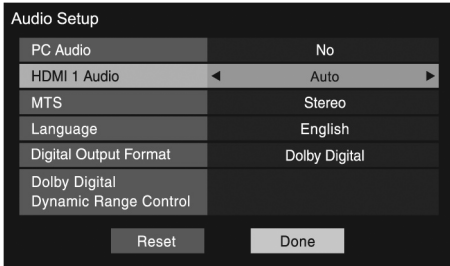 Audio Setup
PC Audio No
HDMI 1 Audio Auto
MTS Stereo
Language English
Digital Output Format Dolby Digital
Dolby Digital
Dynamic Range Control
Reset Done